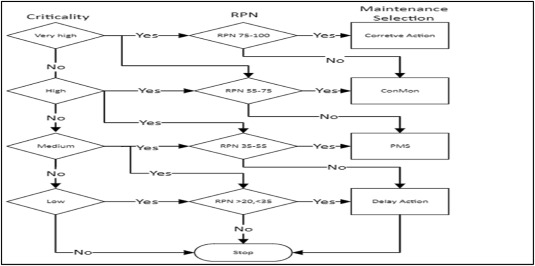 Criticality RPN Maintenance
Selection
Very high Yes RPN 75-100 Yes Corretve Action
No No
High Yes RPN 55-75 Yes ConMon
No Yes No
Medium Yes RPN 35-55 Yes PMS
No Yes No
Low Yes RPN >20,<35 Yes Delay Action
No
No Stop